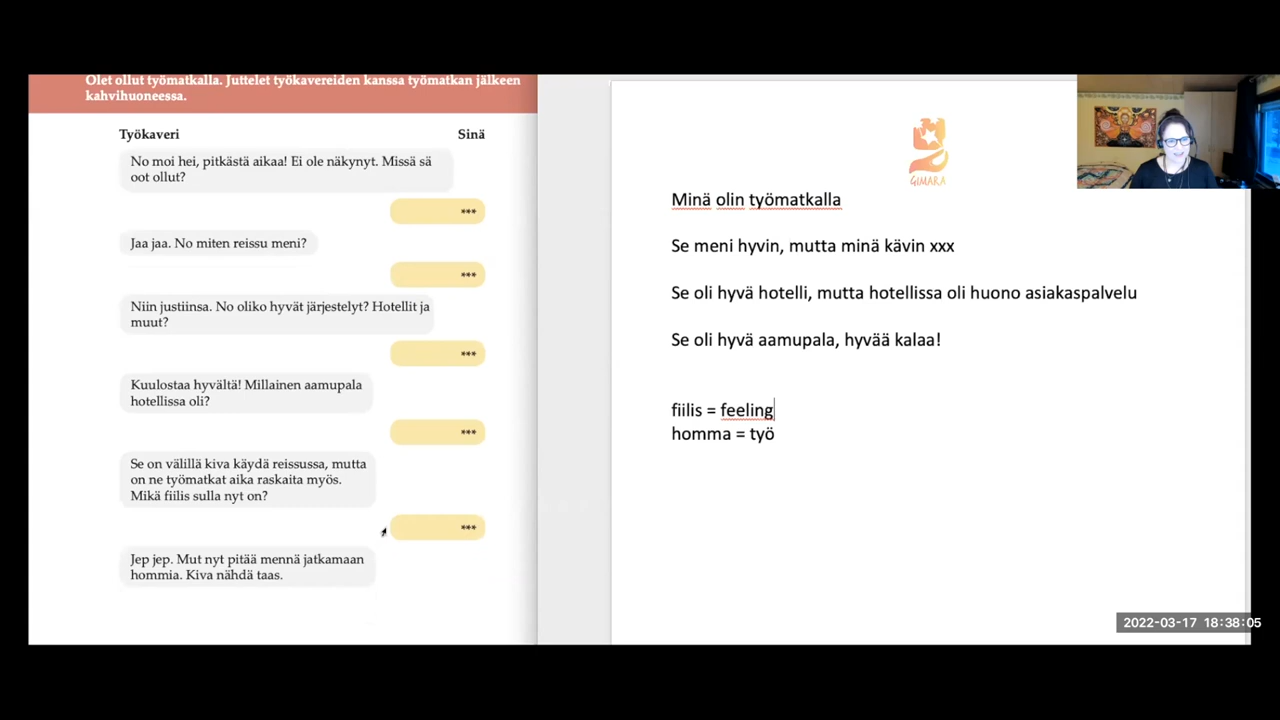 Olet ollut työmatkalla. Juttelet työkavereiden kanssa työmatkan jälkeen
kahvihuoneessa.
Työkaveri
Sinä
No moi hei, pitkästä aikaa! Ei ole näkynyt. Missä sä
oot ollut?
***
Jaa jaa. No miten reissu meni?
***
Niin justiinsa. No oliko hyvät järjestelyt? Hotellit ja
muut?
***
Kuulostaa hyvältä! Millainen aamupala
hotellissa oli?
***
Se on välillä kiva käydä reissussa, mutta
on ne työmatkat aika raskaita myös.
Mikä fiilis sulla nyt on?
***
Jep jep. Mut nyt pitää mennä jatkamaan
hommia. Kiva nähdä taas.
GIMARA
Minä olin työmatkalla
Se meni hyvin, mutta minä kävin xxx
Se oli hyvä hotelli, mutta hotellissa oli huono asiakaspalvelu
Se oli hyvä aamupala, hyvää kalaa!
fiilis = feeling
homma = työ
2022-03-17 18:38:05